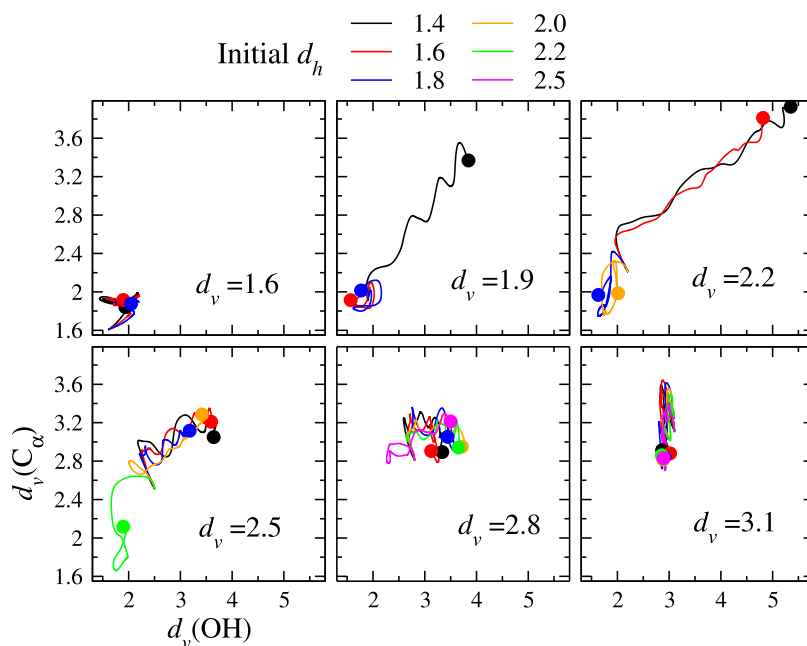 Initial d_h
1.4 2.0
1.6 2.2
1.8 2.5
3.6
3.2
2.8
2.4
2
1.6
d_v=1.6 d_v=1.9 d_v=2.2
3.6
3.2
2.8
2.4
2
1.6
d_v=2.5 d_v=2.8 d_v=3.1
2 3 4 5 2 3 4 5 2 3 4 5
d_v(C_α)
d_v(OH)